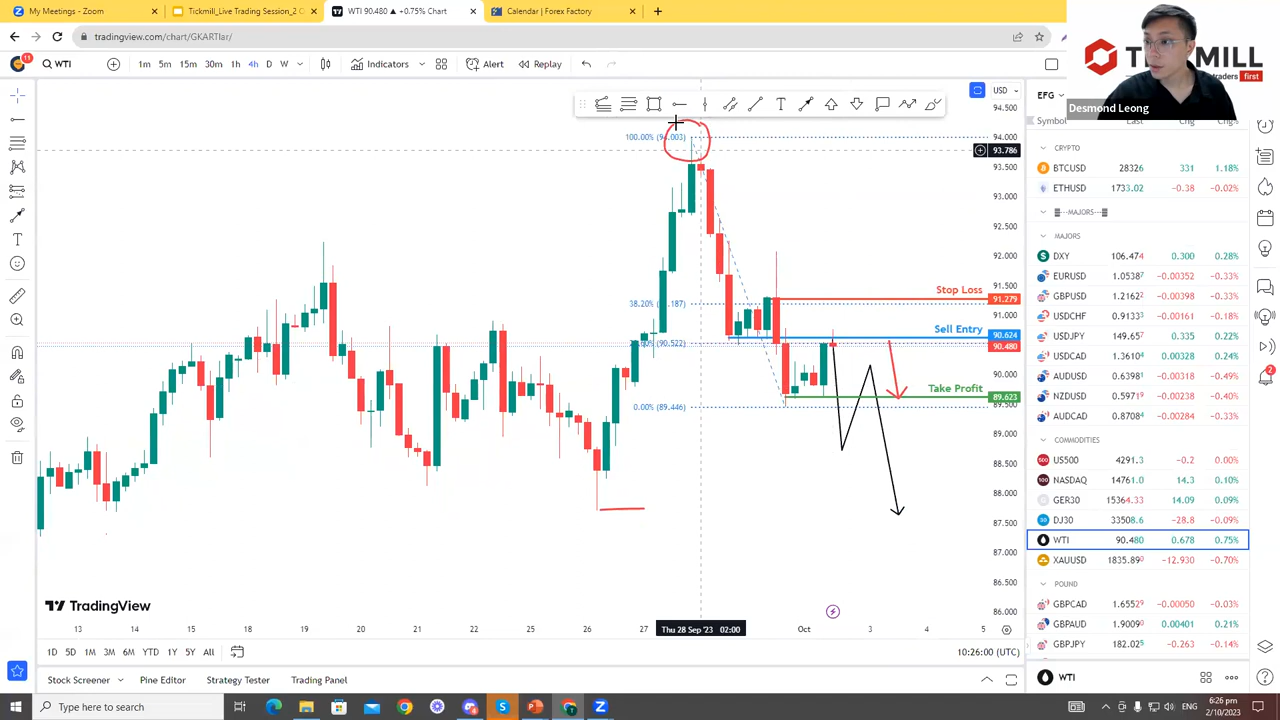 My Meetings - Zoom
Tickmill_Live Trading Session_2 O
WTI 90.480 ▲ +0.75% Chart
Calendar | Forex Factory
tradingview.com/chart/GKARTIar/
TICKMILL
traders first
Desmond Leong
11
WTI
1m 5m 15m 30m 1h 4h D W
Indicators
Alert
Replay
USD
EFG
Symbol Last Chg Chg%
94.500
94.000
93.786
93.500
93.000
92.500
92.000
91.500
91.279
91.000
90.624
90.480
90.000
89.623
89.500
89.000
88.500
88.000
87.500
87.000
86.500
86.000
100.00% (94.003)
Stop Loss
Sell Entry
(90.522)
Take Profit
0.00% (89.446)
CRYPTO
BTCUSD 28326 331 1.18%
ETHUSD 1733.02 -0.38 -0.02%
---MAJORS---
MAJORS
DXY 106.474 0.300 0.28%
EURUSD 1.05387 -0.00352 -0.33%
GBPUSD 1.21622 -0.00398 -0.33%
USDCHF 0.91333 -0.00161 -0.18%
USDJPY 149.657 0.335 0.22%
USDCAD 1.36104 0.00328 0.24%
AUDUSD 0.63981 -0.00318 -0.49%
NZDUSD 0.59719 -0.00238 -0.40%
AUDCAD 0.87084 -0.00284 -0.33%
COMMODITIES
US500 4291.3 -0.2 0.00%
NASDAQ 14761.0 14.3 0.10%
GER30 15364.33 14.09 0.09%
DJ30 33508.6 -28.8 -0.09%
WTI 90.480 0.678 0.75%
XAUUSD 1835.890 -12.930 -0.70%
POUND
GBPCAD 1.65529 -0.00050 -0.03%
GBPAUD 1.90090 0.00401 0.21%
GBPJPY 182.025 -0.263 -0.14%
TradingView
13 14 15 18 19 20 21 22 25 26 27 Thu 28 Sep '23 02:00 Oct 3 4 5
1D 5D 1M 3M 6M YTD 1Y 5Y All
10:26:00 (UTC)
Stock Screener
Pine Editor
Strategy Tester
Trading Panel
WTI
Type here to search
ENG
6:26 pm
2/10/2023